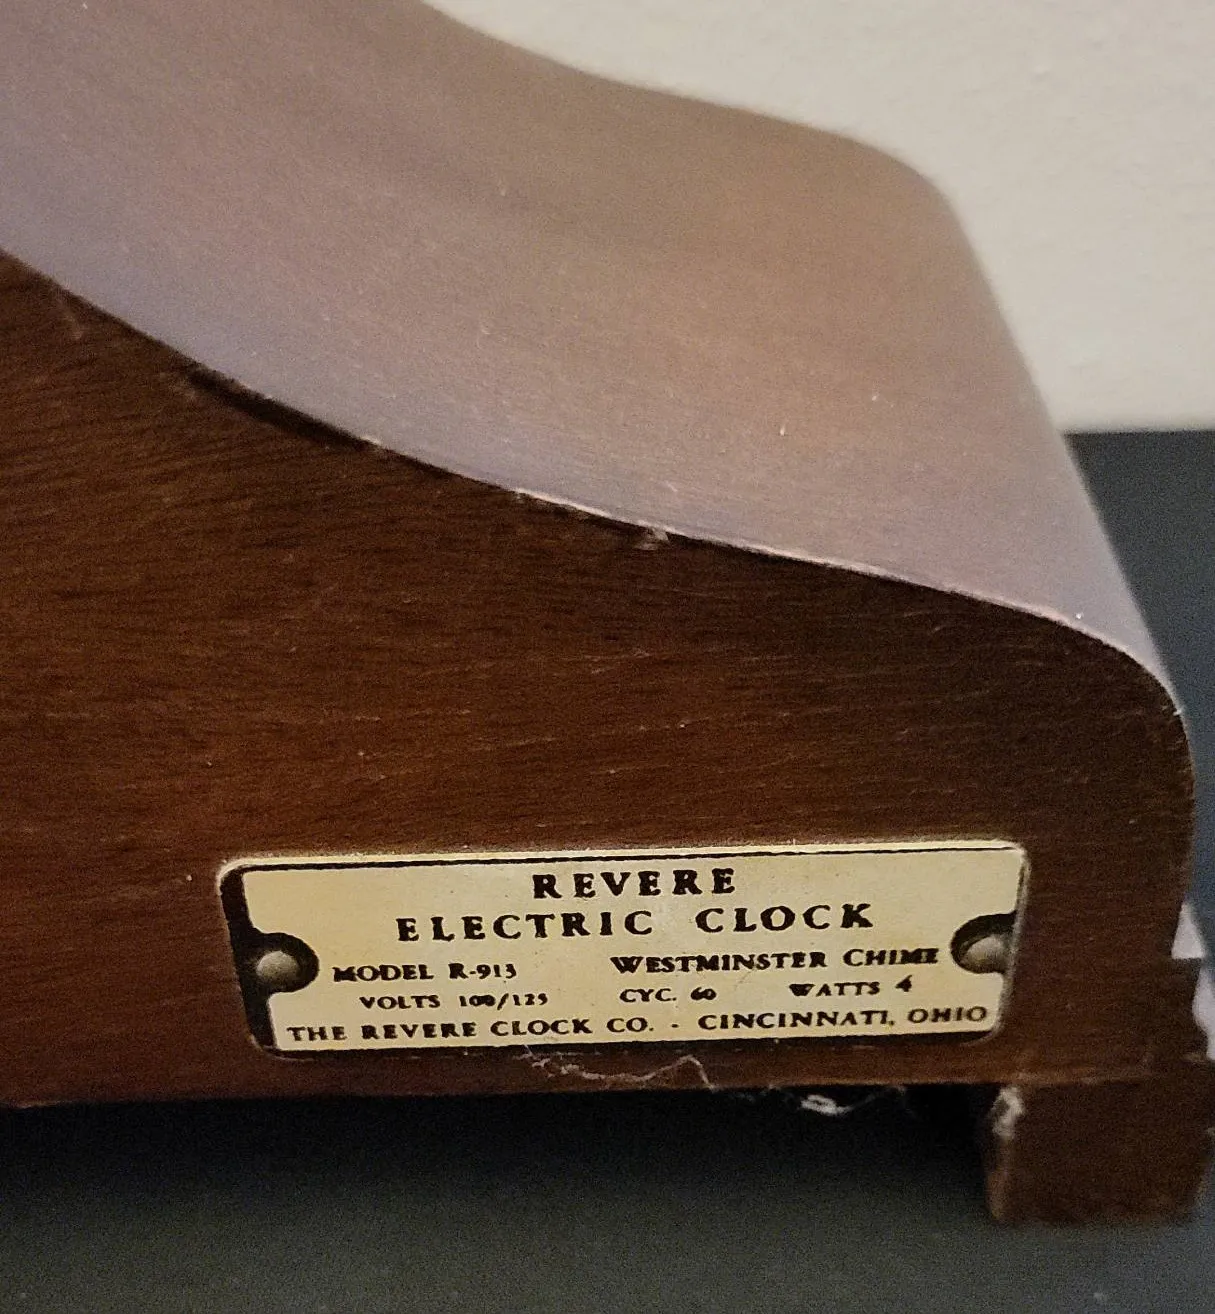 REVERE
ELECTRIC CLOCK
MODEL R-913 WESTMINSTER CHIME
VOLTS 100/125 CYC. 60 WATTS 4
THE REVERE CLOCK CO. - CINCINNATI, OHIO